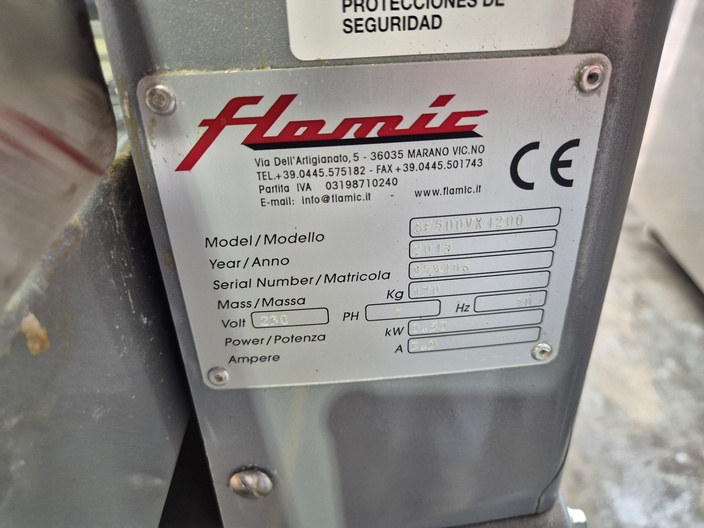 PROTECCIONES DE
SEGURIDAD
flamic
Via Dell'Artigianato, 5 - 36035 MARANO VIC.NO
TEL.+39.0445.575182 - FAX +39.0445.501743
Partita IVA 03198710240
E-mail: info@flamic.it - www.flamic.it
CE
Model/Modello SF500VX1200
Year/Anno
Serial Number/Matricola
Mass/Massa Kg
Volt 230 PH Hz 50
Power/Potenza kW
Ampere A